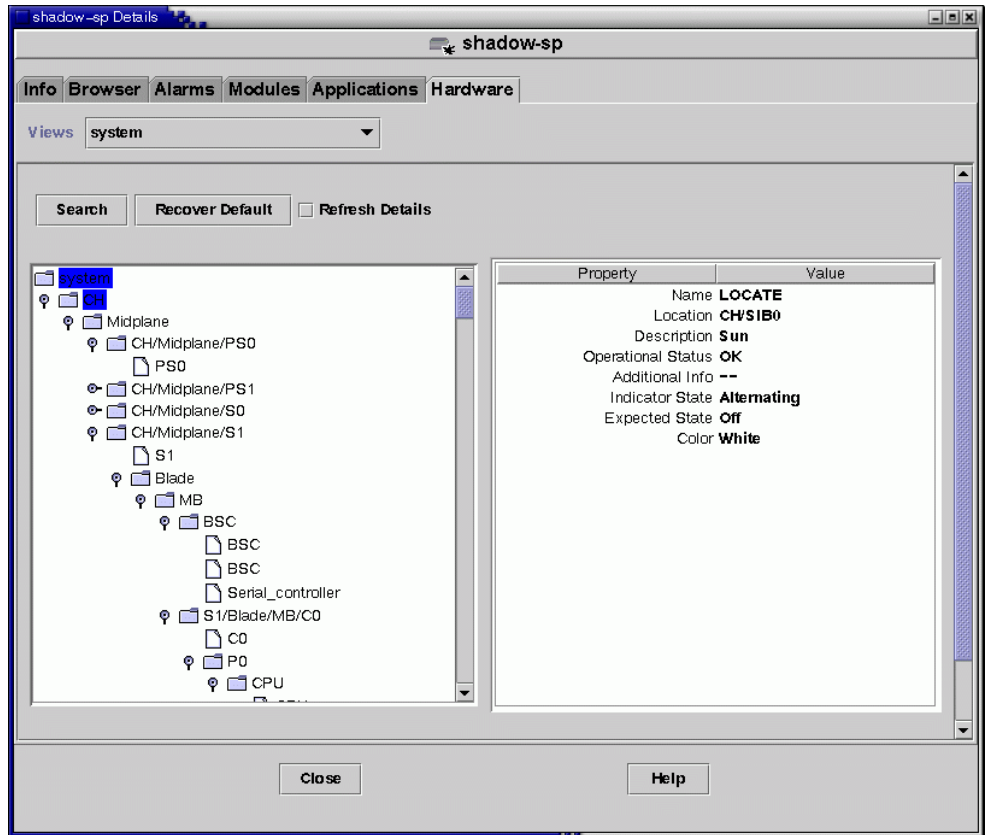 shadow-sp Details
shadow-sp
Info Browser Alarms Modules Applications Hardware
Views system
Search Recover Default Refresh Details
system
CH
Midplane
CH/Midplane/PS0
PS0
CH/Midplane/PS1
CH/Midplane/S0
CH/Midplane/S1
S1
Blade
MB
BSC
BSC
BSC
Serial_controller
S1/Blade/MB/C0
C0
P0
CPU
Property Value
Name LOCATE
Location CH/SIB0
Description Sun
Operational Status OK
Additional Info --
Indicator State Alternating
Expected State Off
Color White
Close Help